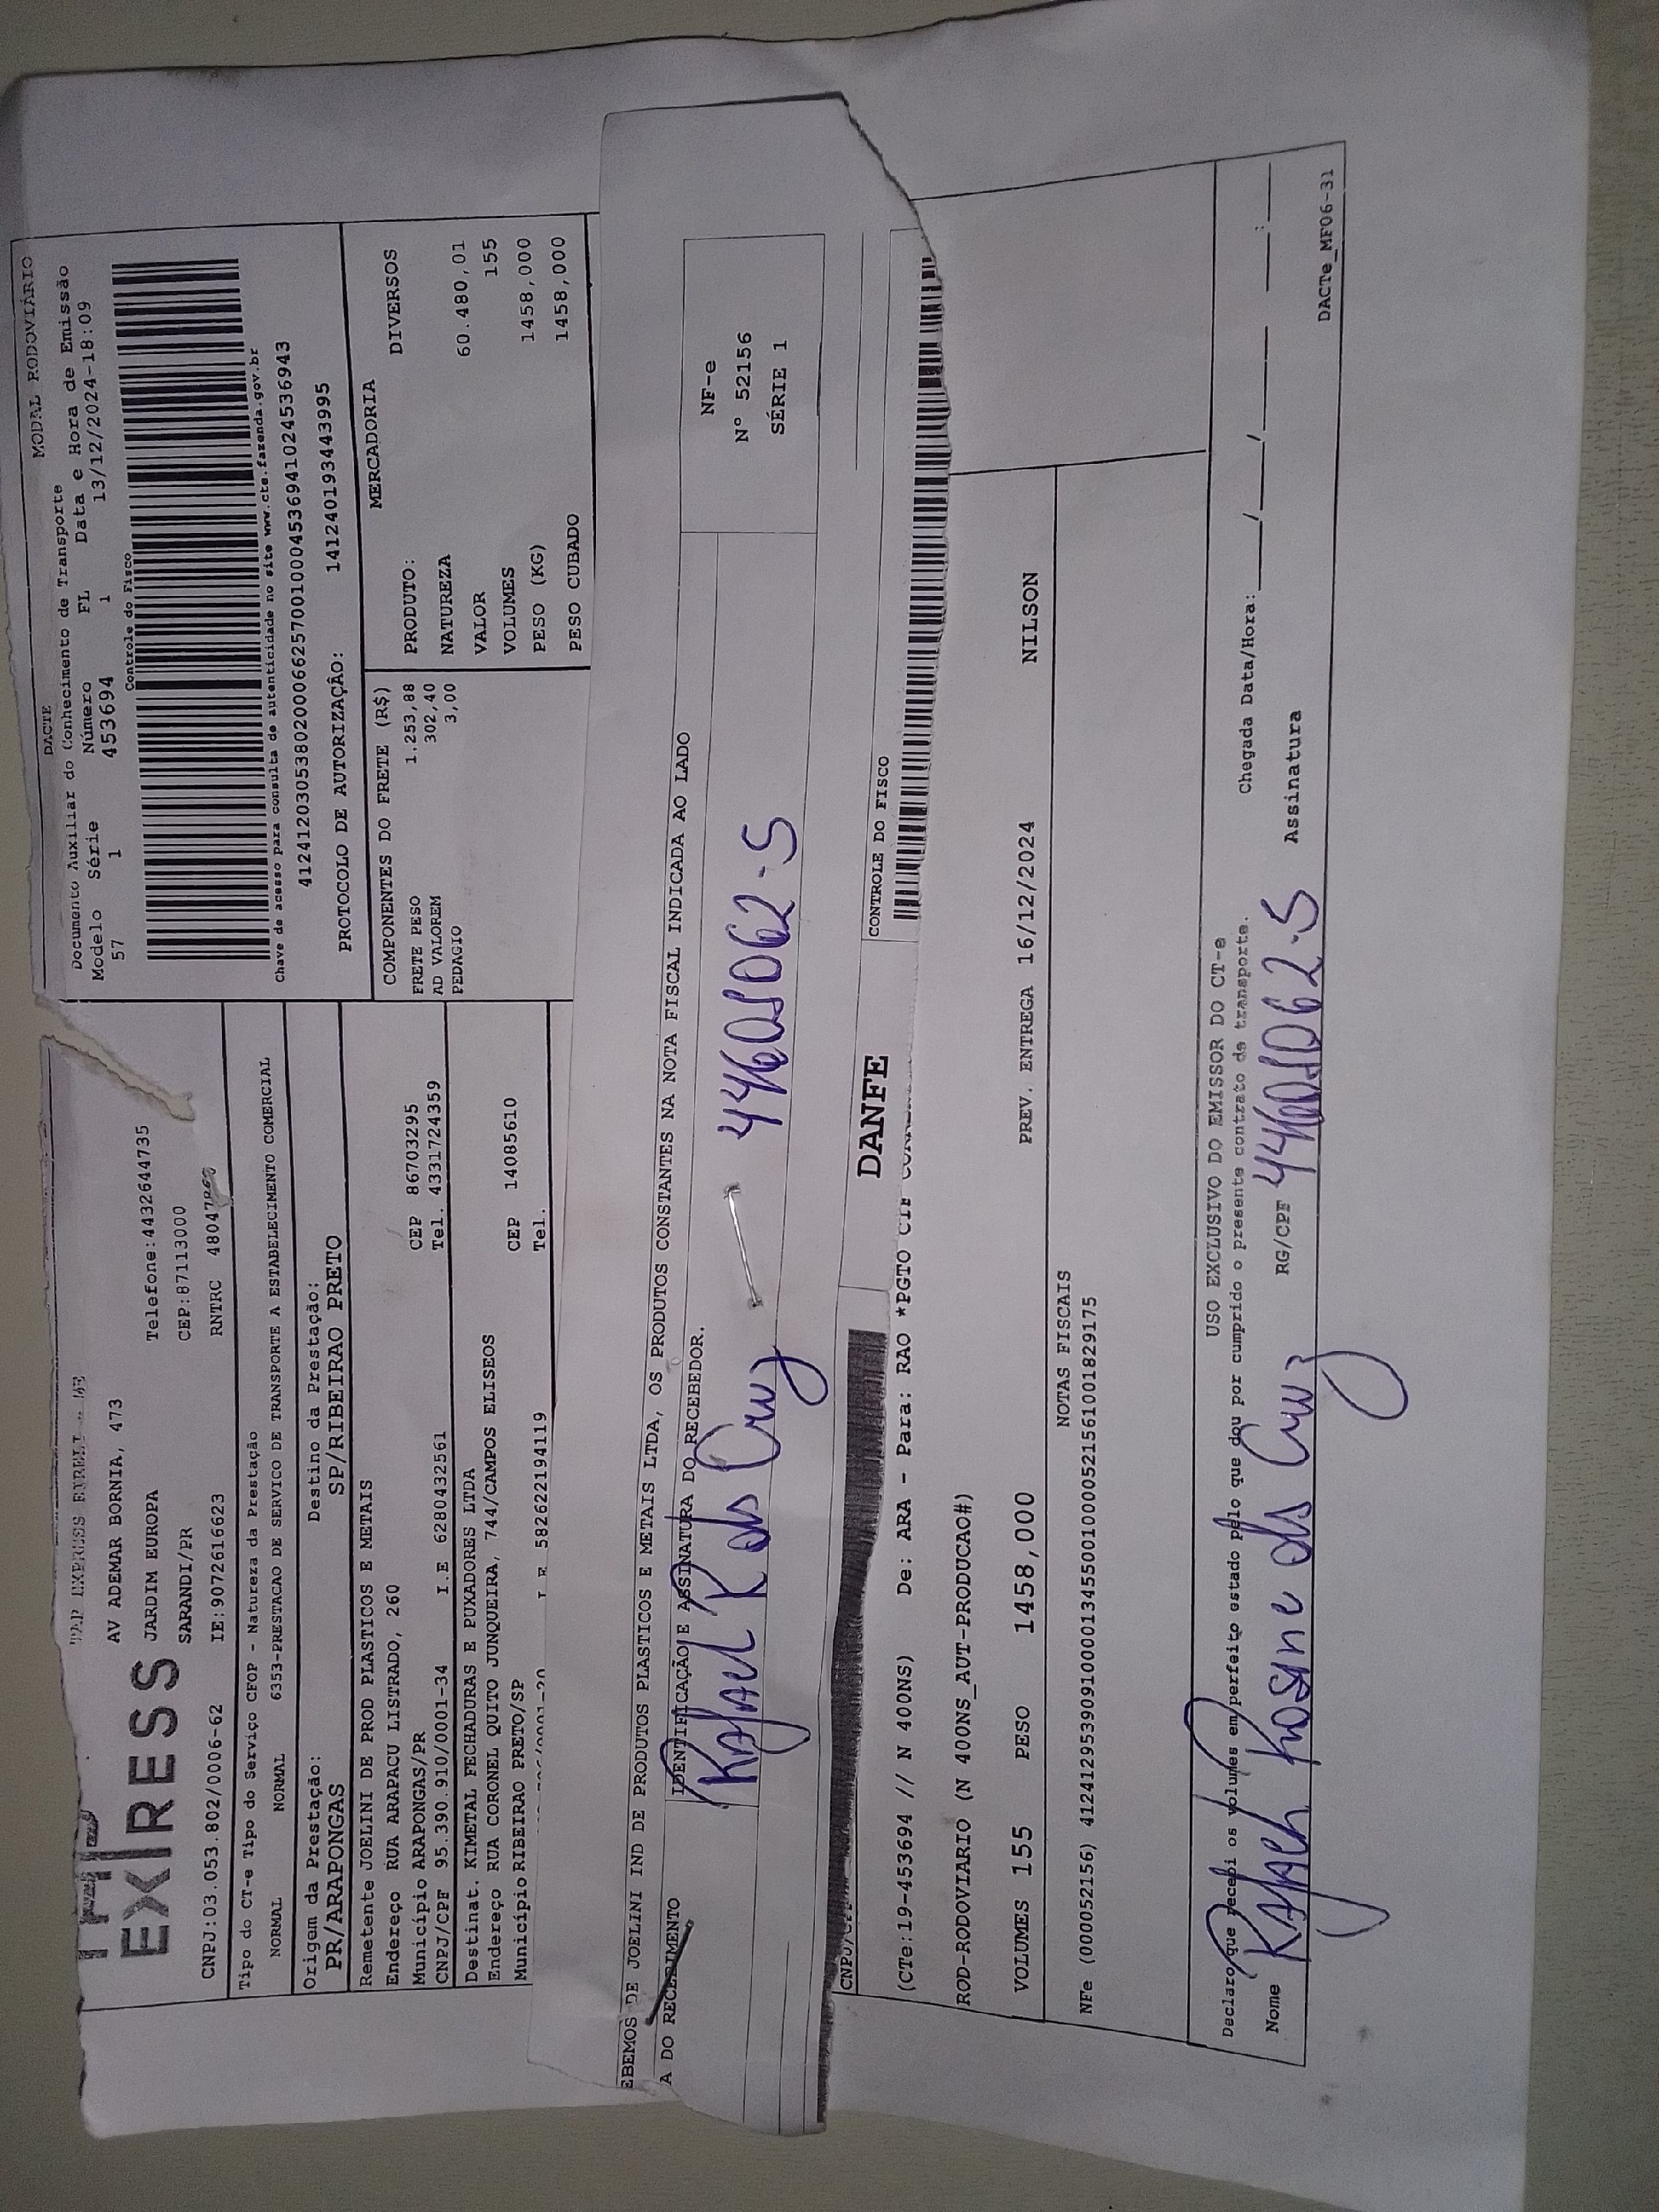 DACTE
MODAL RODOVIÁRIO
Documento Auxiliar do Conhecimento de Transporte
Modelo Série Número FL Data e Hora de Emissão
57 1 453694 1 13/12/2024-18:09
Controle do Fisco
Chave de acesso para consulta de autenticidade no site www.cte.fazenda.gov.br
41241203053802000662570010004536941024536943
PROTOCOLO DE AUTORIZAÇÃO: 141240193443995
EXPRESS
AV ADEMAR BORNIA, 473
JARDIM EUROPA Telefone:4432644735
SARANDI/PR CEP:87113000
CNPJ:03.053.802/0006-62 IE:9072616623 RNTRC
Tipo do CT-e Tipo do Serviço CFOP - Natureza da Prestação
NORMAL NORMAL 6353-PRESTACAO DE SERVICO DE TRANSPORTE A ESTABELECIMENTO COMERCIAL
Origem da Prestação: Destino da Prestação:
PR/ARAPONGAS SP/RIBEIRAO PRETO
Remetente JOELINI DE PROD PLASTICOS E METAIS
Endereço RUA ARAPACU LISTRADO, 260
Município ARAPONGAS/PR CEP 86703295
CNPJ/CPF 95.390.910/0001-34 I.E 6280432561 Tel. 4331724359
Destinat. KIMETAL FECHADURAS E PUXADORES LTDA
Endereço RUA CORONEL QUITO JUNQUEIRA, 744/CAMPOS ELISEOS
Município RIBEIRAO PRETO/SP CEP 14085610
582622194119 Tel.
COMPONENTES DO FRETE (R$)
FRETE PESO 1.253,88
AD VALOREM 302,40
PEDAGIO 3,00
MERCADORIA
PRODUTO: DIVERSOS
NATUREZA
VALOR 60.480,01
VOLUMES 155
PESO (KG) 1458,000
PESO CUBADO 1458,000
EBEMOS DE JOELINI IND DE PRODUTOS PLASTICOS E METAIS LTDA, OS PRODUTOS CONSTANTES NA NOTA FISCAL INDICADA AO LADO
A DO RECEBIMENTO IDENTIFICAÇÃO E ASSINATURA DO RECEBEDOR.
Rafael R da Cruz 44601062-5
NF-e
Nº 52156
SÉRIE 1
DANFE
CONTROLE DO FISCO
(CTe:19-453694 // N 400NS) De: ARA - Para: RAO *PGTO
ROD-RODOVIARIO (N 400NS_AUT-PRODUCAO#)
VOLUMES 155 PESO 1458,000 PREV. ENTREGA 16/12/2024 NILSON
NOTAS FISCAIS
NFe (000052156) 41241295390910000134550010000521561001829175
USO EXCLUSIVO DO EMISSOR DO CT-e
Declaro que recebi os volumes em perfeito estado pelo que dou por cumprido o presente contrato de transporte. Chegada Data/Hora:___/___/___ ___:___
Nome Rafael Rosane da Cruz RG/CPF 44601062-5 Assinatura
DACTe_MF06-31